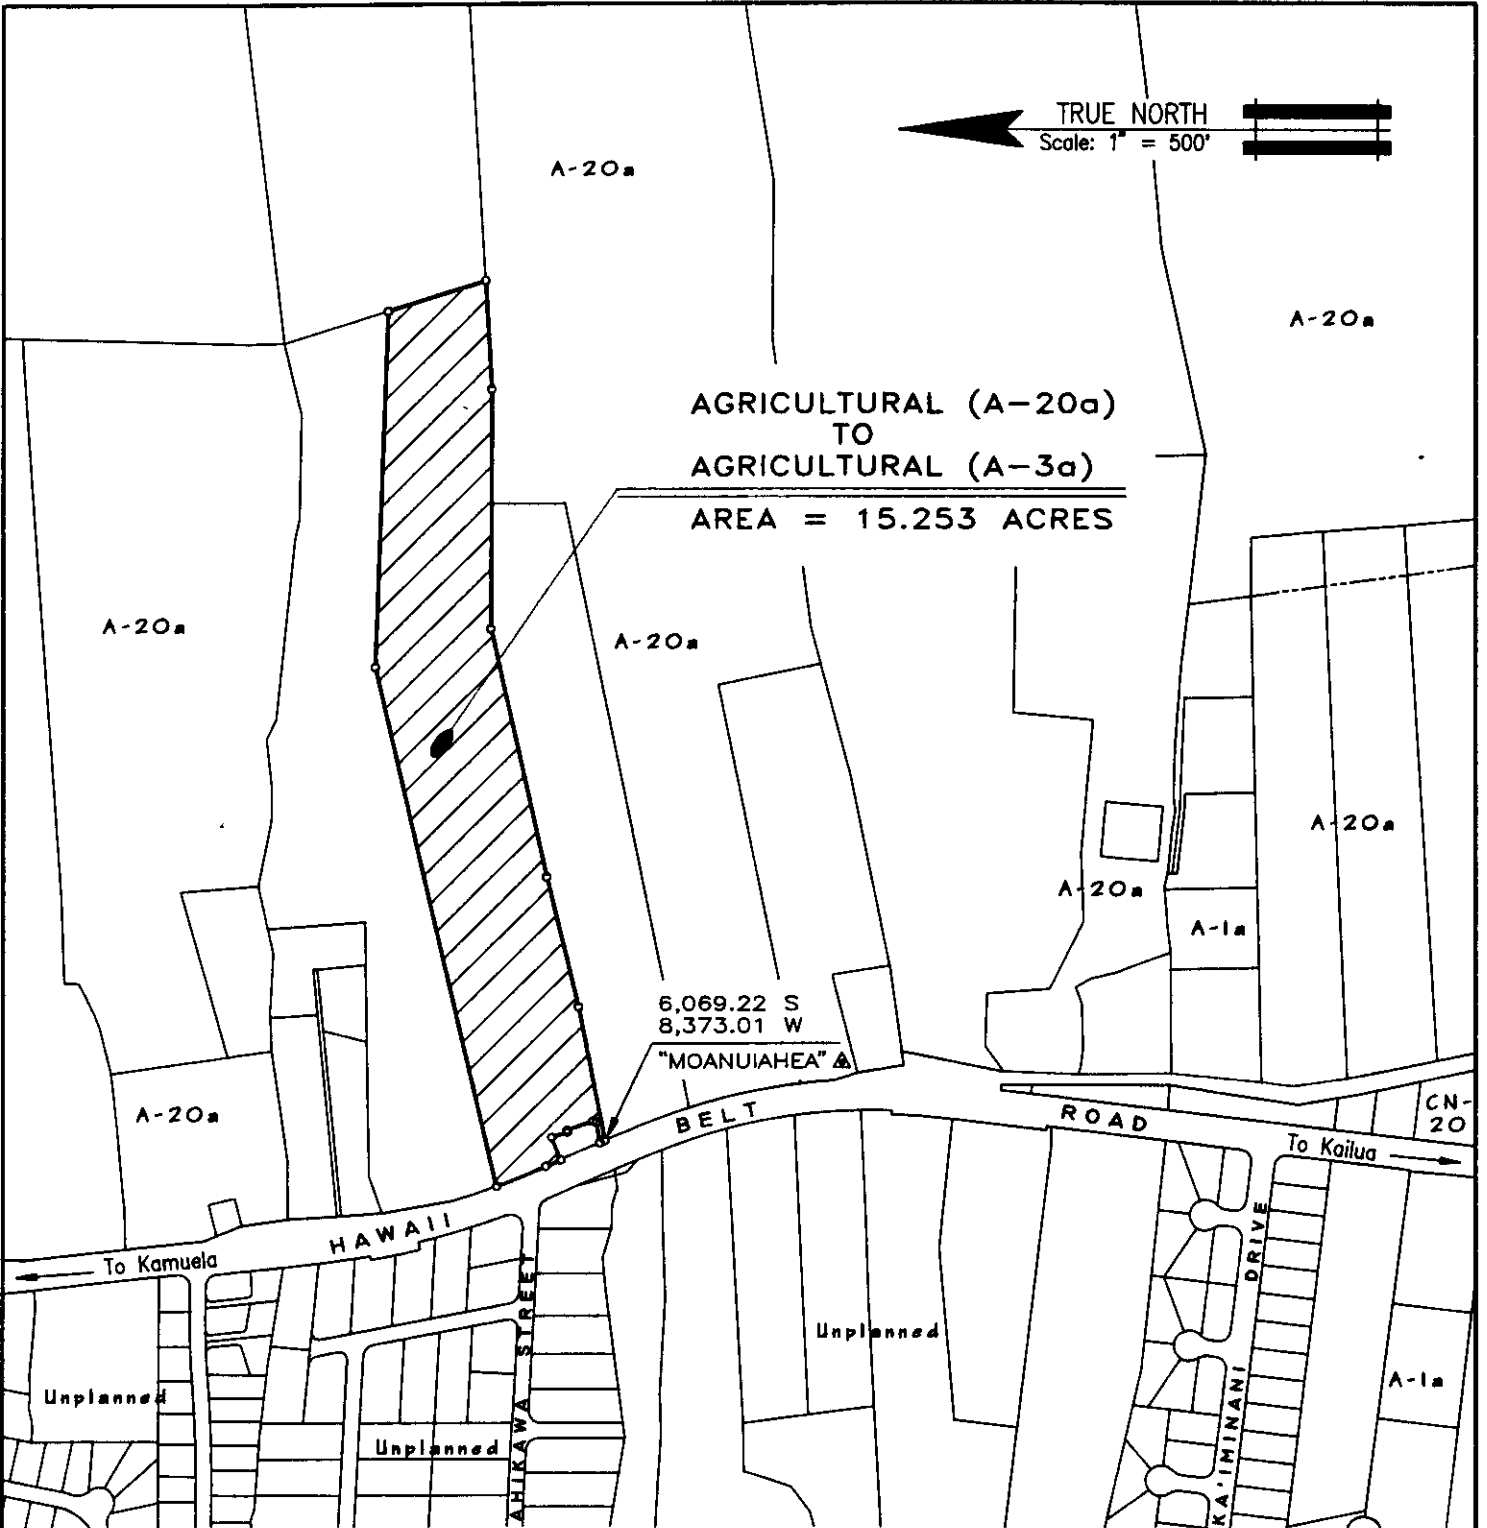 TRUE NORTH
Scale: 1" = 500'
A-20a
A-20a
AGRICULTURAL (A-20a)
TO
AGRICULTURAL (A-3a)
AREA = 15.253 ACRES
A-20a
A-20a
A-20a
A-20a
A-1a
6,069.22 S
8,373.01 W
"MOANUIAHEA"
A-20a
BELT
ROAD
CN-
20
To Kailua
HAWAII
To Kamuela
STREET
DRIVE
Unplanned
Unplanned
A-1a
Unplanned
AHIKAWA
KA'IMINANI